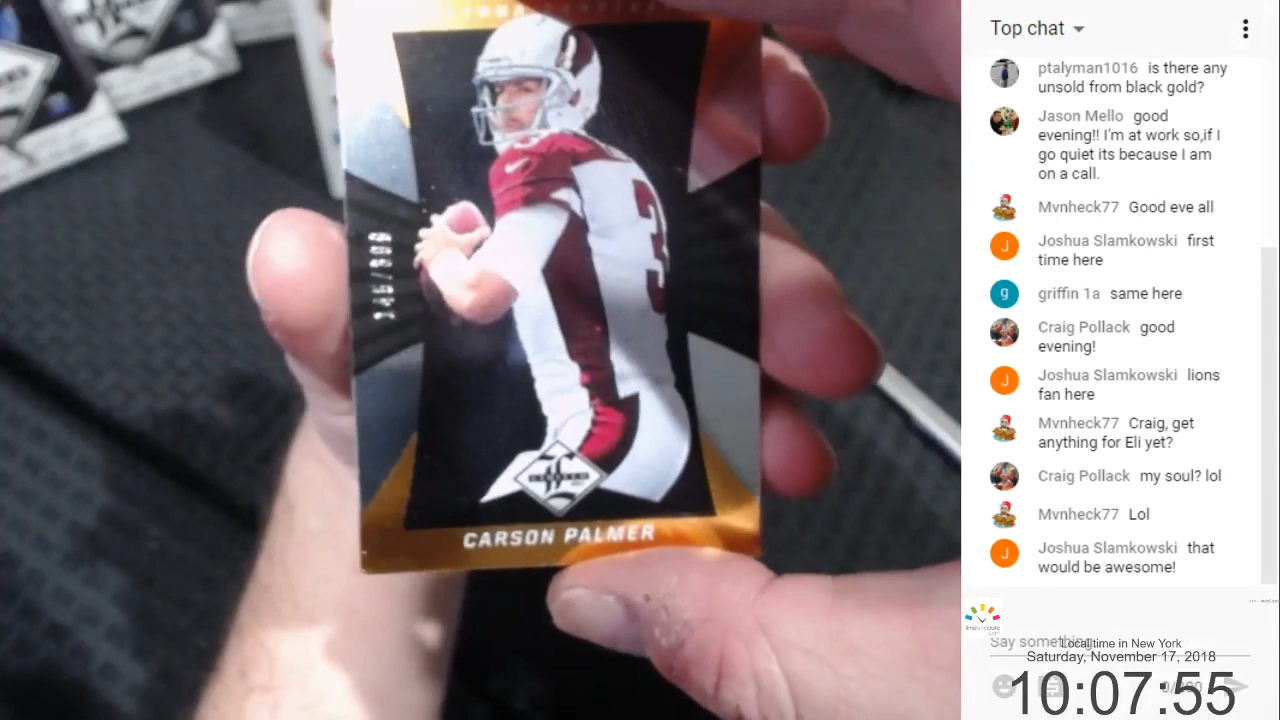 CARSON PALMER
LIMITED
3
Top chat
ptalyman1016 is there any
unsold from black gold?
Jason Mello good
evening!! I'm at work so,if I
go quiet its because I am
on a call.
Mvnheck77 Good eve all
J
Joshua Slamkowski first
time here
g
griffin 1a same here
Craig Pollack good
evening!
J
Joshua Slamkowski lions
fan here
Mvnheck77 Craig, get
anything for Eli yet?
Craig Pollack my soul? lol
Mvnheck77 Lol
J
Joshua Slamkowski that
would be awesome!
Say something
Local time in New York
Saturday, November 17, 2018
10:07:55